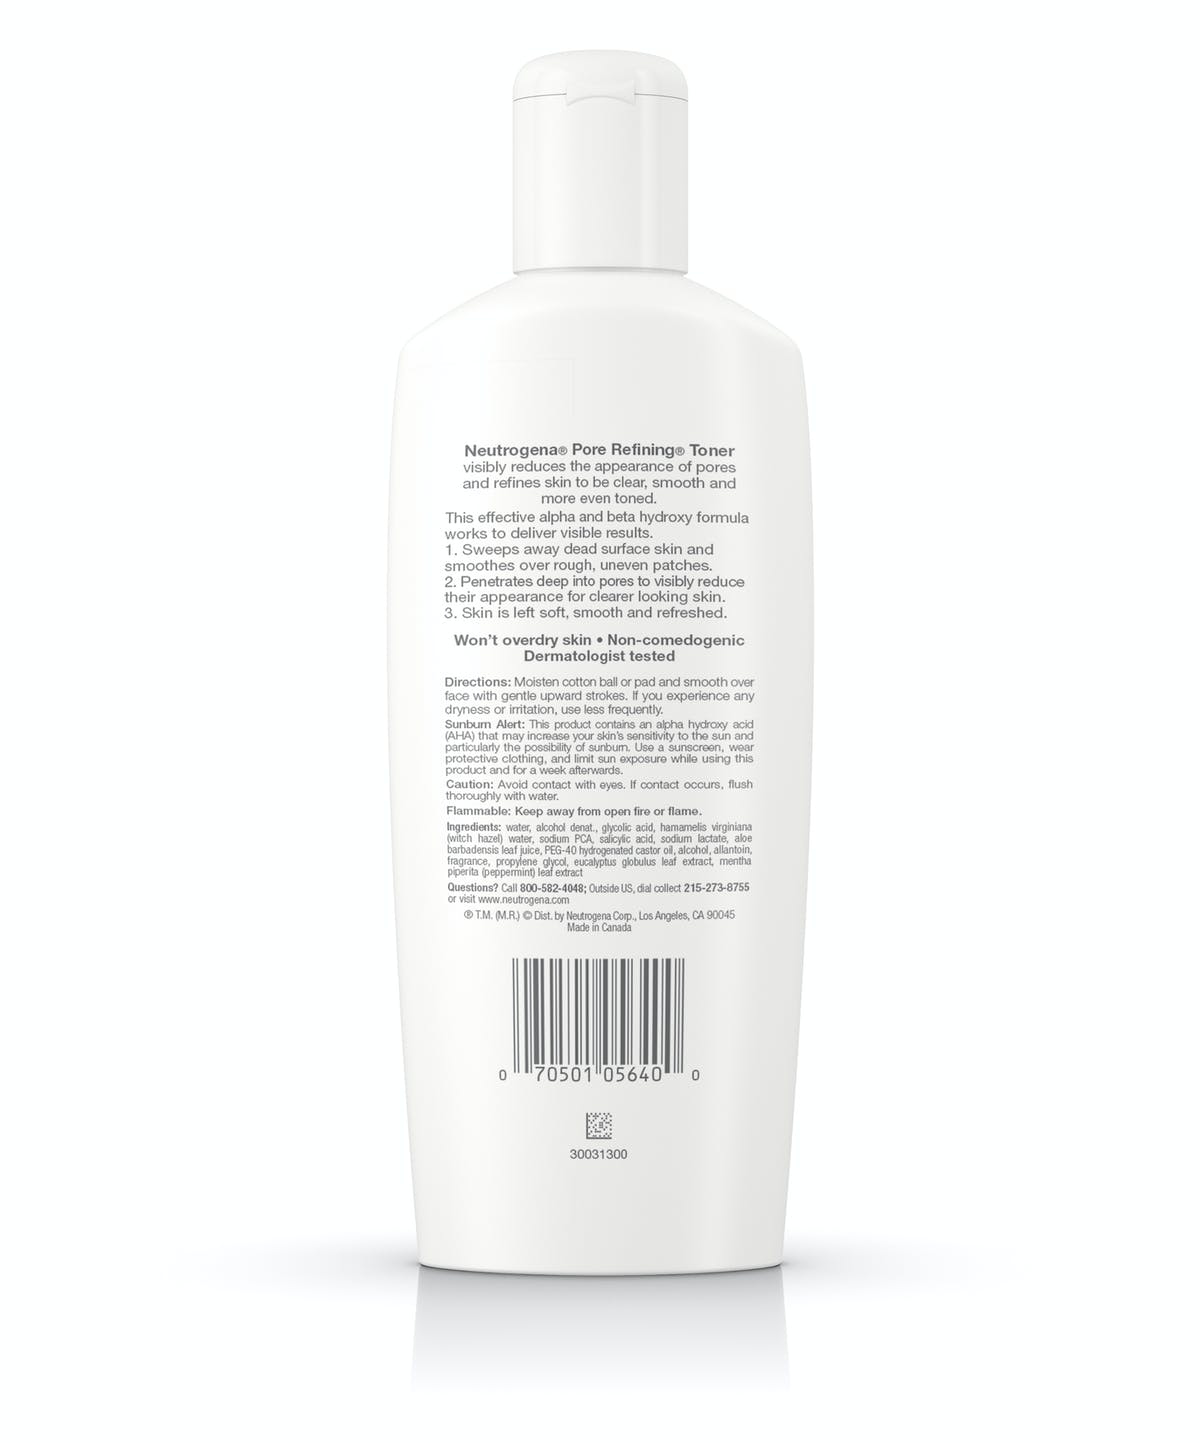 Neutrogena® Pore Refining® Toner
visibly reduces the appearance of pores
and refines skin to be clear, smooth and
more even toned.
This effective alpha and beta hydroxy formula
works to deliver visible results.
1. Sweeps away dead surface skin and
smoothes over rough, uneven patches.
2. Penetrates deep into pores to visibly reduce
their appearance for clearer looking skin.
3. Skin is left soft, smooth and refreshed.
Won't overdry skin • Non-comedogenic
Dermatologist tested
Directions: Moisten cotton ball or pad and smooth over
face with gentle upward strokes. If you experience any
dryness or irritation, use less frequently.
Sunburn Alert: This product contains an alpha hydroxy acid
(AHA) that may increase your skin's sensitivity to the sun and
particularly the possibility of sunburn. Use a sunscreen, wear
protective clothing, and limit sun exposure while using this
product and for a week afterwards.
Caution: Avoid contact with eyes. If contact occurs, flush
thoroughly with water.
Flammable: Keep away from open fire or flame.
Ingredients: water, alcohol denat., glycolic acid, hamamelis virginiana
(witch hazel) water, sodium PCA, salicylic acid, sodium lactate, aloe
barbadensis leaf juice, PEG-40 hydrogenated castor oil, alcohol, allantoin,
fragrance, propylene glycol, eucalyptus globulus leaf extract, mentha
piperita (peppermint) leaf extract
Questions? Call 800-582-4048; Outside US, dial collect 215-273-8755
or visit www.neutrogena.com
® T.M. (M.R.) © Dist. by Neutrogena Corp., Los Angeles, CA 90045
Made in Canada
0 70501 05640 0
30031300